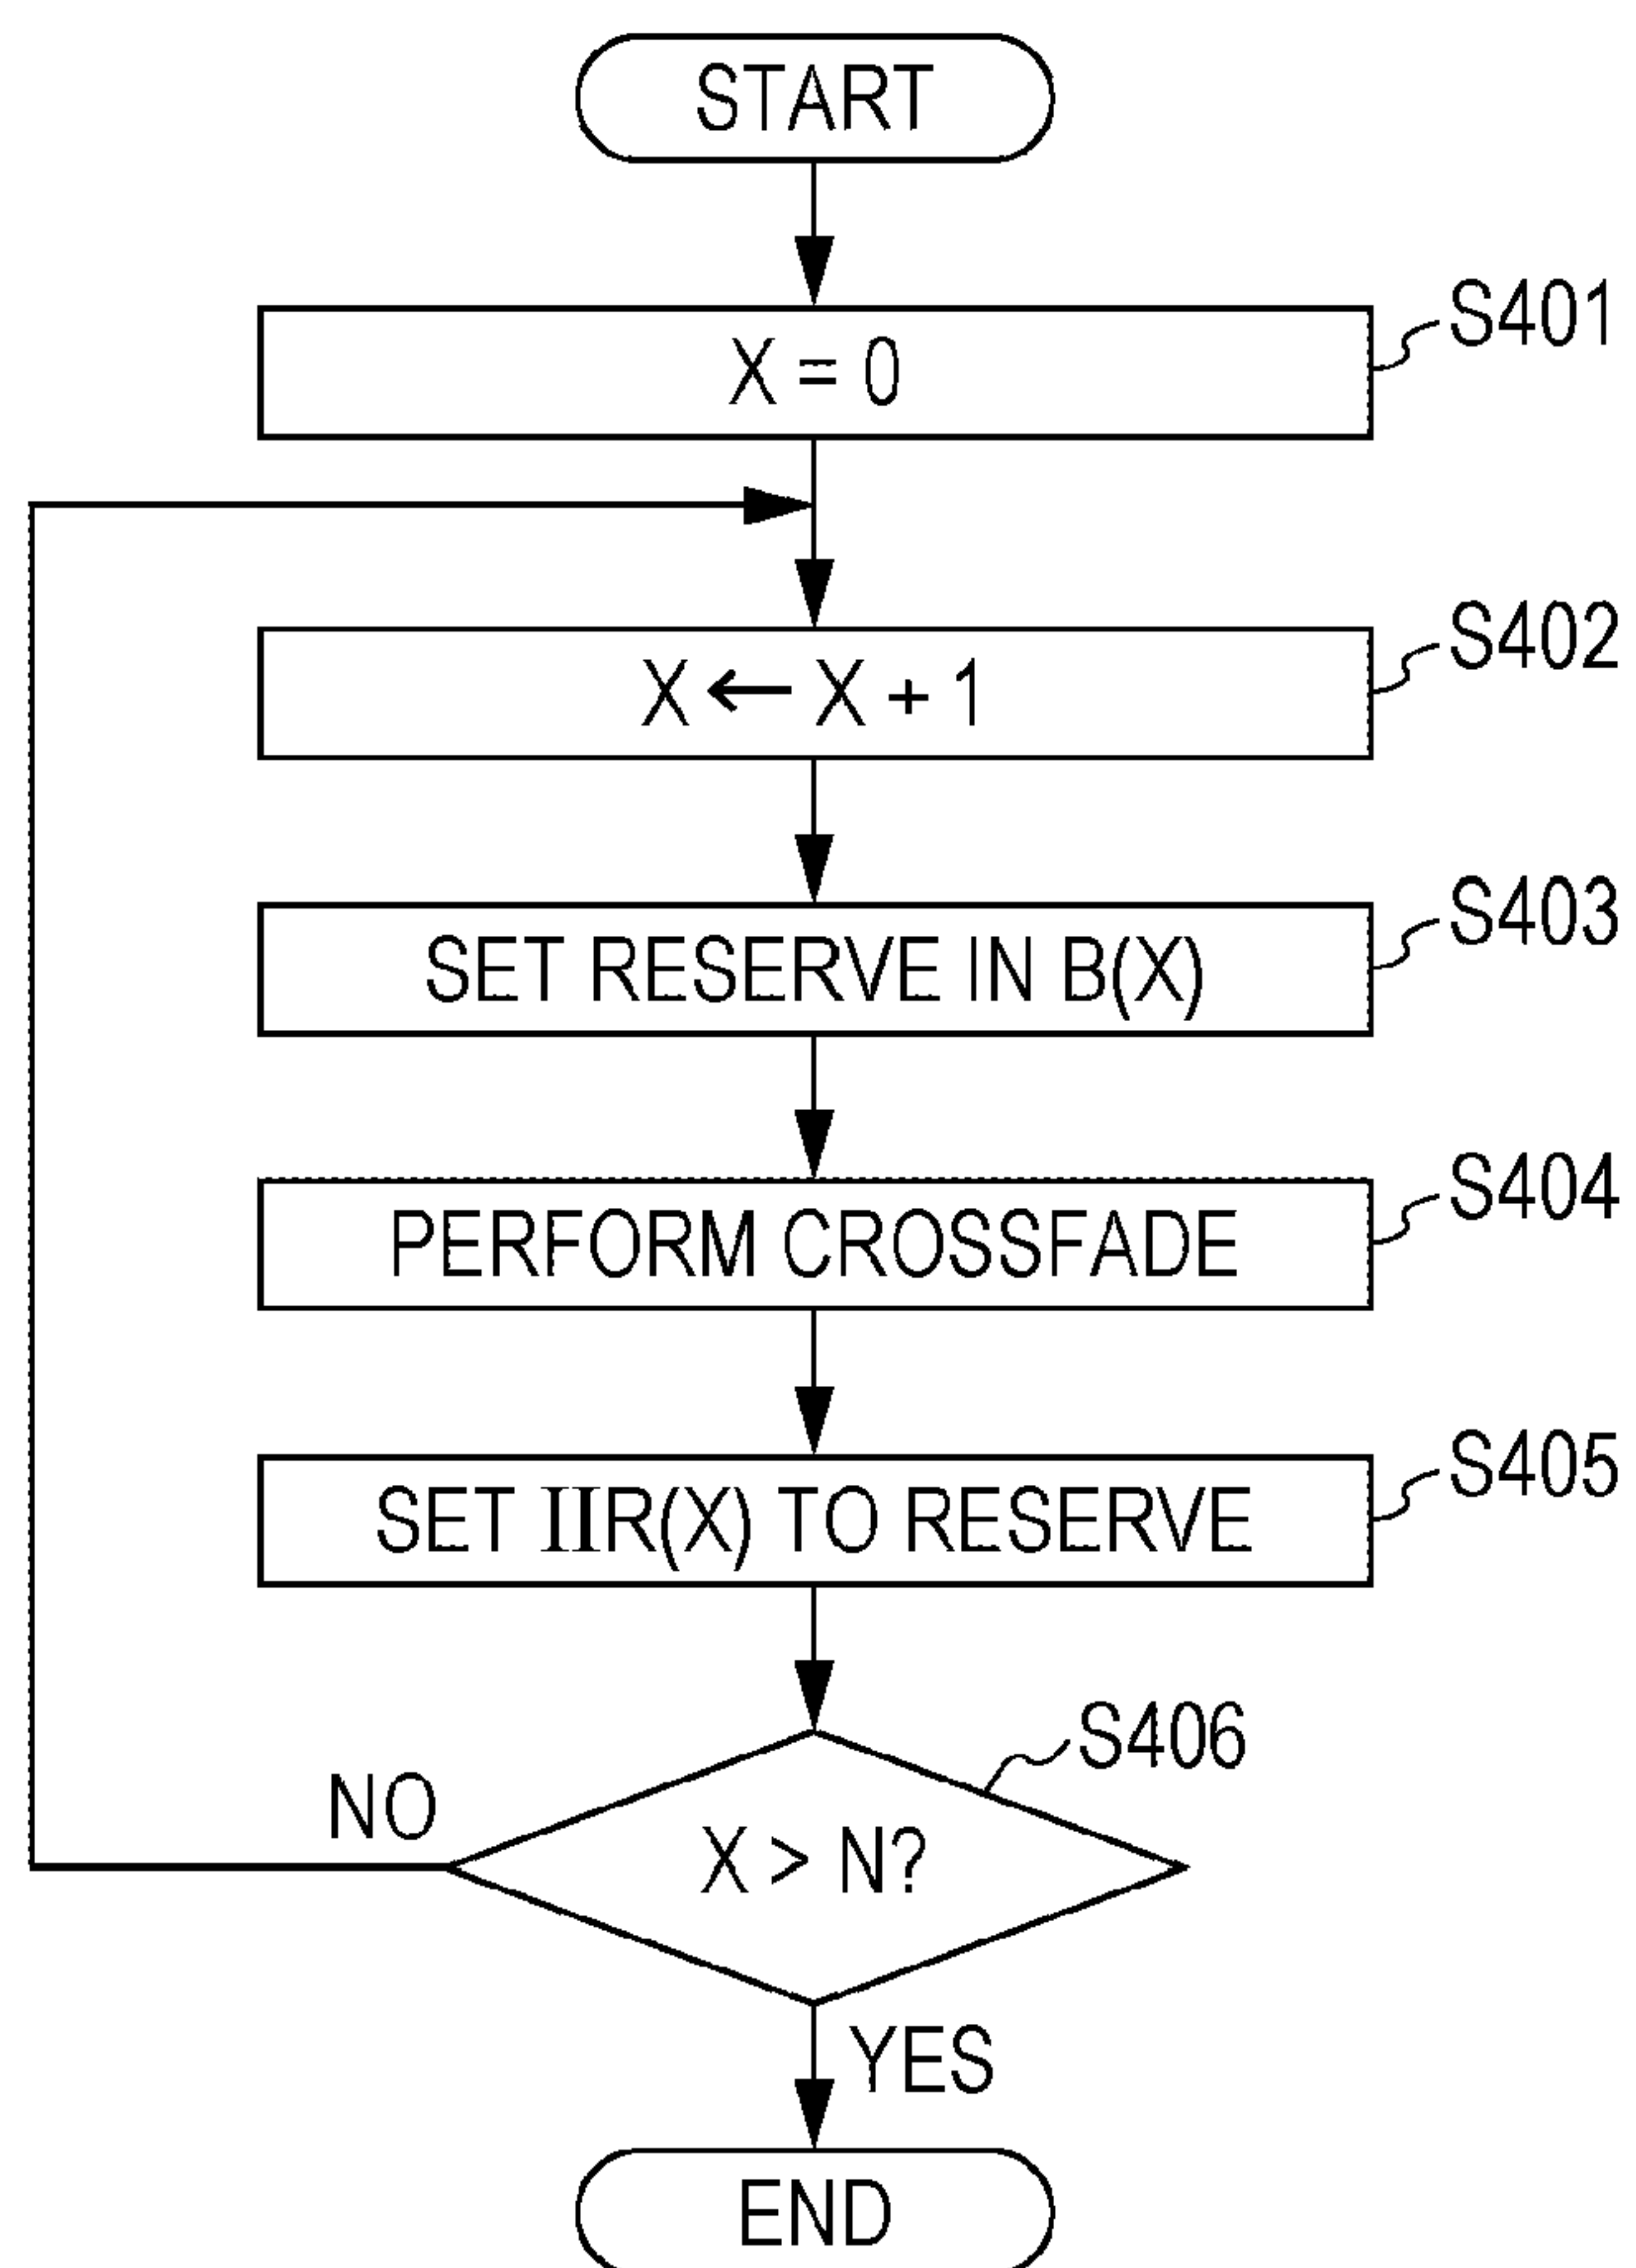 START
X = 0
S401
X ← X + 1
S402
SET RESERVE IN B(X)
S403
PERFORM CROSSFADE
S404
SET IIR(X) TO RESERVE
S405
S406
NO
X > N?
YES
END